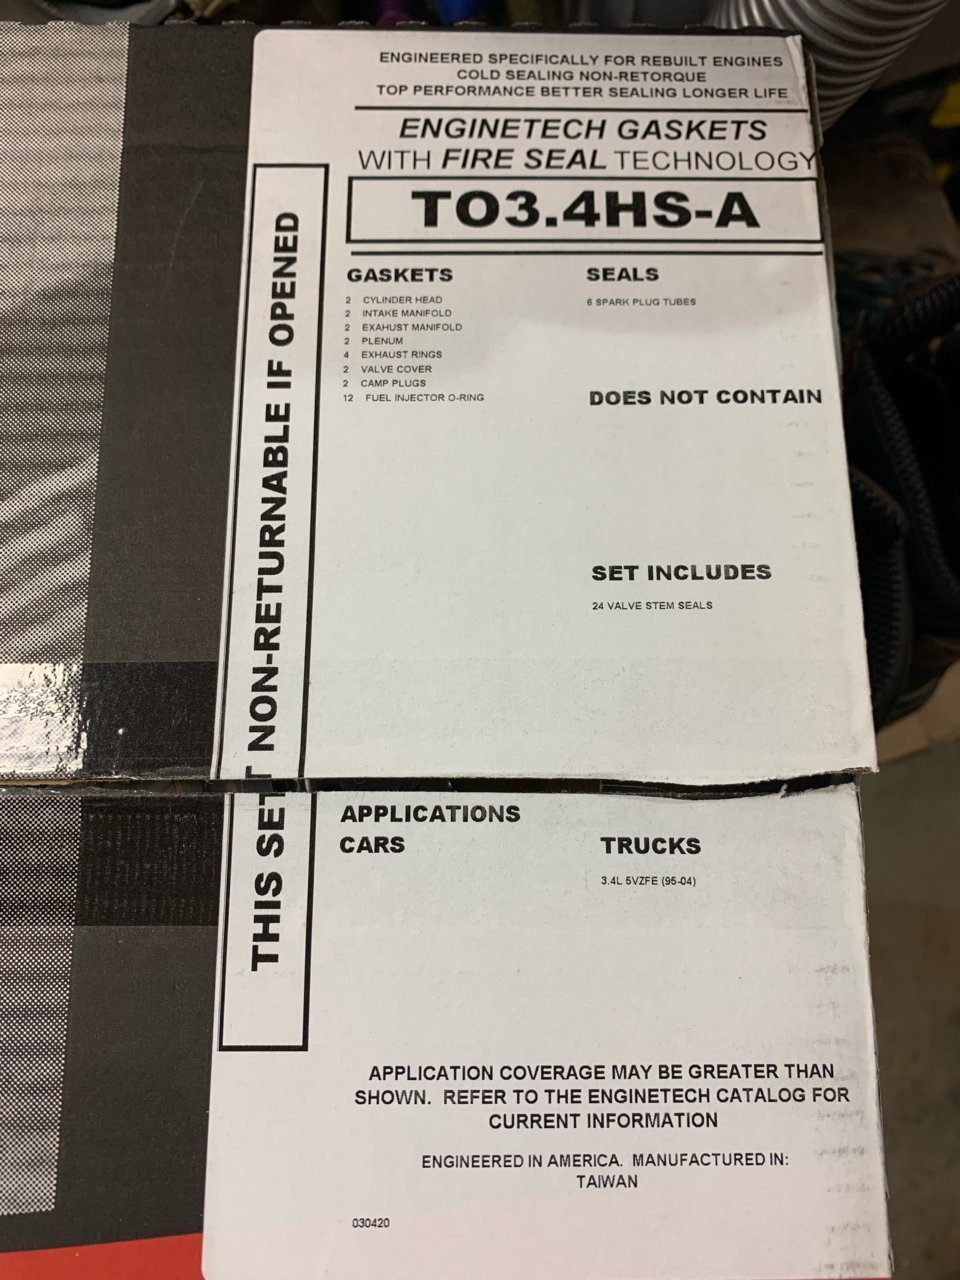 ENGINEERED SPECIFICALLY FOR REBUILT ENGINES
COLD SEALING NON-RETORQUE
TOP PERFORMANCE BETTER SEALING LONGER LIFE
ENGINETECH GASKETS
WITH FIRE SEAL TECHNOLOGY
TO3.4HS-A
THIS SET NON-RETURNABLE IF OPENED
GASKETS
2 CYLINDER HEAD
2 INTAKE MANIFOLD
2 EXAHUST MANIFOLD
2 PLENUM
4 EXHAUST RINGS
2 VALVE COVER
2 CAMP PLUGS
12 FUEL INJECTOR O-RING
SEALS
6 SPARK PLUG TUBES
DOES NOT CONTAIN
SET INCLUDES
24 VALVE STEM SEALS
APPLICATIONS
CARS
TRUCKS
3.4L 5VZFE (95-04)
APPLICATION COVERAGE MAY BE GREATER THAN
SHOWN. REFER TO THE ENGINETECH CATALOG FOR
CURRENT INFORMATION
ENGINEERED IN AMERICA. MANUFACTURED IN:
TAIWAN
030420